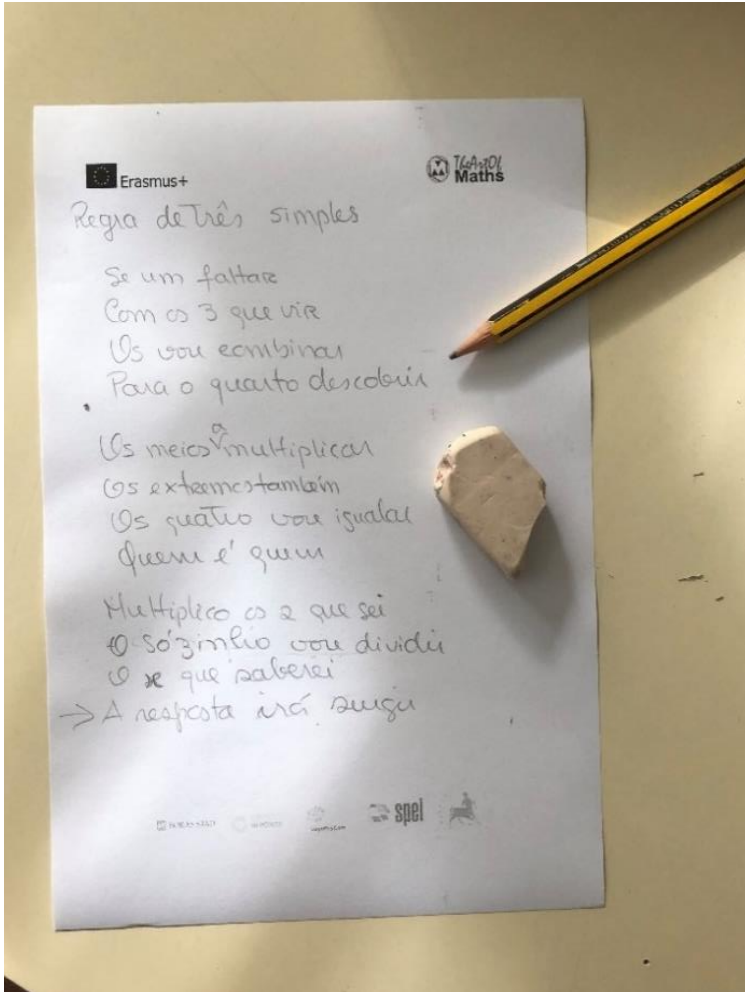 Erasmus+
TheArtOf
Maths
Regra de Três simples
Se um faltar
Com os 3 que vir
Os vou combinar
Para o quarto descobrir
Os meios a multiplicar
Os extremos também
Os quatro vou igualar
Quem é quem
Multiplico os 2 que sei
O sózinho vou dividir
O x que saberei
→ A resposta irá surgir
spel